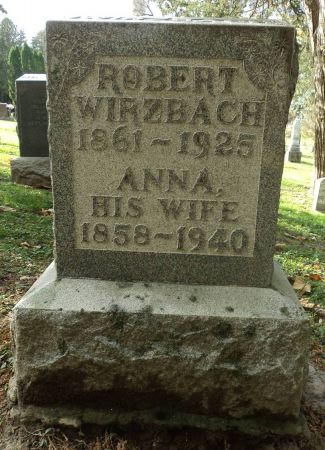 ROBERT
WIRZBACH
1861~1925
ANNA,
HIS WIFE
1858~1940